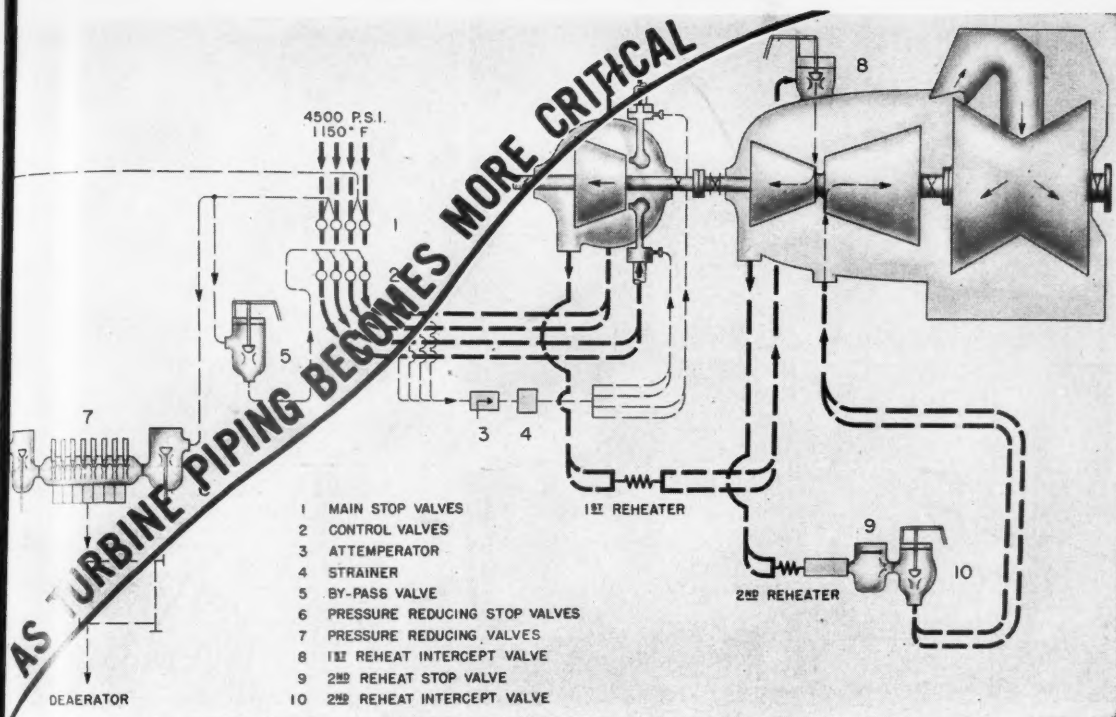 AS TURBINE PIPING BECOMES MORE CRITICAL
4500 P.S.I.
1150° F
1
2
5
7
3
4
8
9
10
1ST REHEATER
2ND REHEATER
DEAERATOR
1 MAIN STOP VALVES
2 CONTROL VALVES
3 ATTEMPERATOR
4 STRAINER
5 BY-PASS VALVE
6 PRESSURE REDUCING STOP VALVES
7 PRESSURE REDUCING VALVES
8 1ST REHEAT INTERCEPT VALVE
9 2ND REHEAT STOP VALVE
10 2ND REHEAT INTERCEPT VALVE